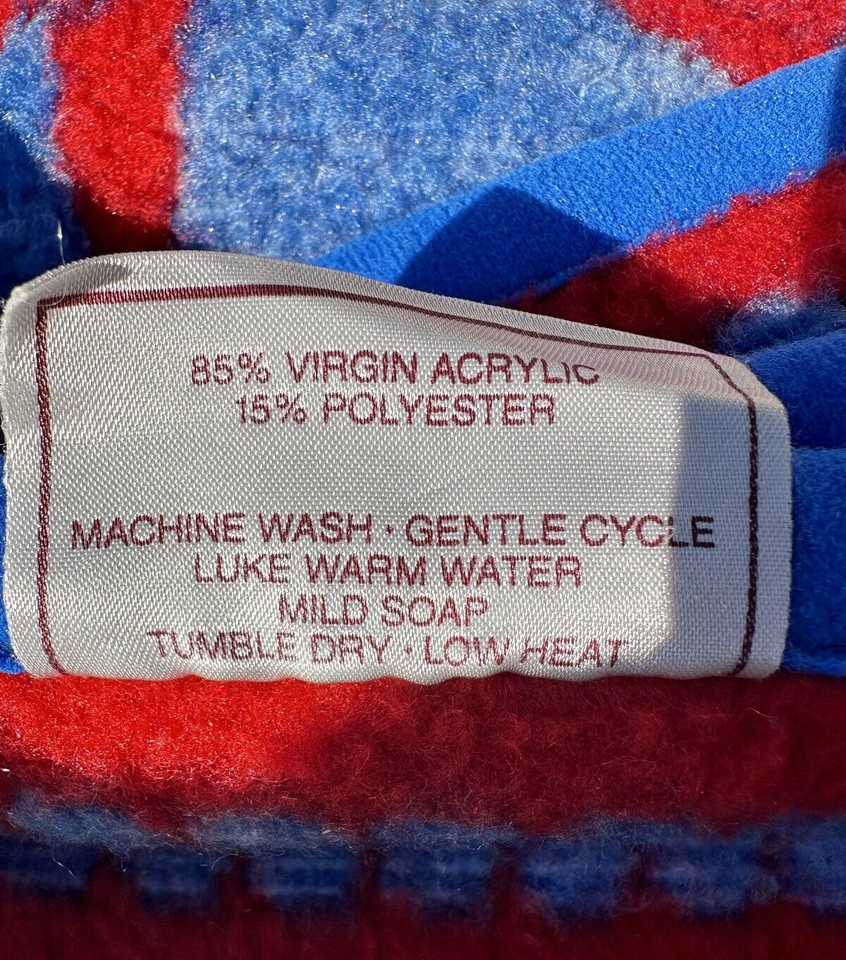 85% VIRGIN ACRYLIC
15% POLYESTER
MACHINE WASH · GENTLE CYCLE
LUKE WARM WATER
MILD SOAP
TUMBLE DRY · LOW HEAT